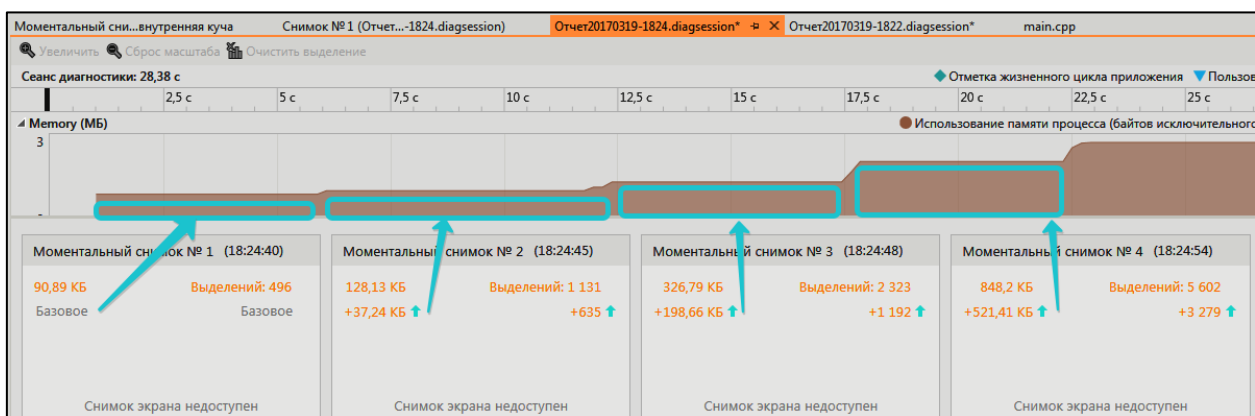 Моментальный сни...внутренняя куча Снимок № 1 (Отчет...-1824.diagsession) Отчет20170319-1824.diagsession* Отчет20170319-1822.diagsession* main.cpp
Увеличить Сброс масштаба Очистить выделение
Сеанс диагностики: 28,38 с Отметка жизненного цикла приложения Пользов
2,5 с 5 с 7,5 с 10 с 12,5 с 15 с 17,5 с 20 с 22,5 с 25 с
Memory (МБ) Использование памяти процесса (байтов исключительного
3
Моментальный снимок № 1 (18:24:40) Моментальный снимок № 2 (18:24:45) Моментальный снимок № 3 (18:24:48) Моментальный снимок № 4 (18:24:54)
90,89 КБ Выделений: 496 128,13 КБ Выделений: 1 131 326,79 КБ Выделений: 2 323 848,2 КБ Выделений: 5 602
Базовое Базовое +37,24 КБ +635 +198,66 КБ +1 192 +521,41 КБ +3 279
Снимок экрана недоступен Снимок экрана недоступен Снимок экрана недоступен Снимок экрана недоступен